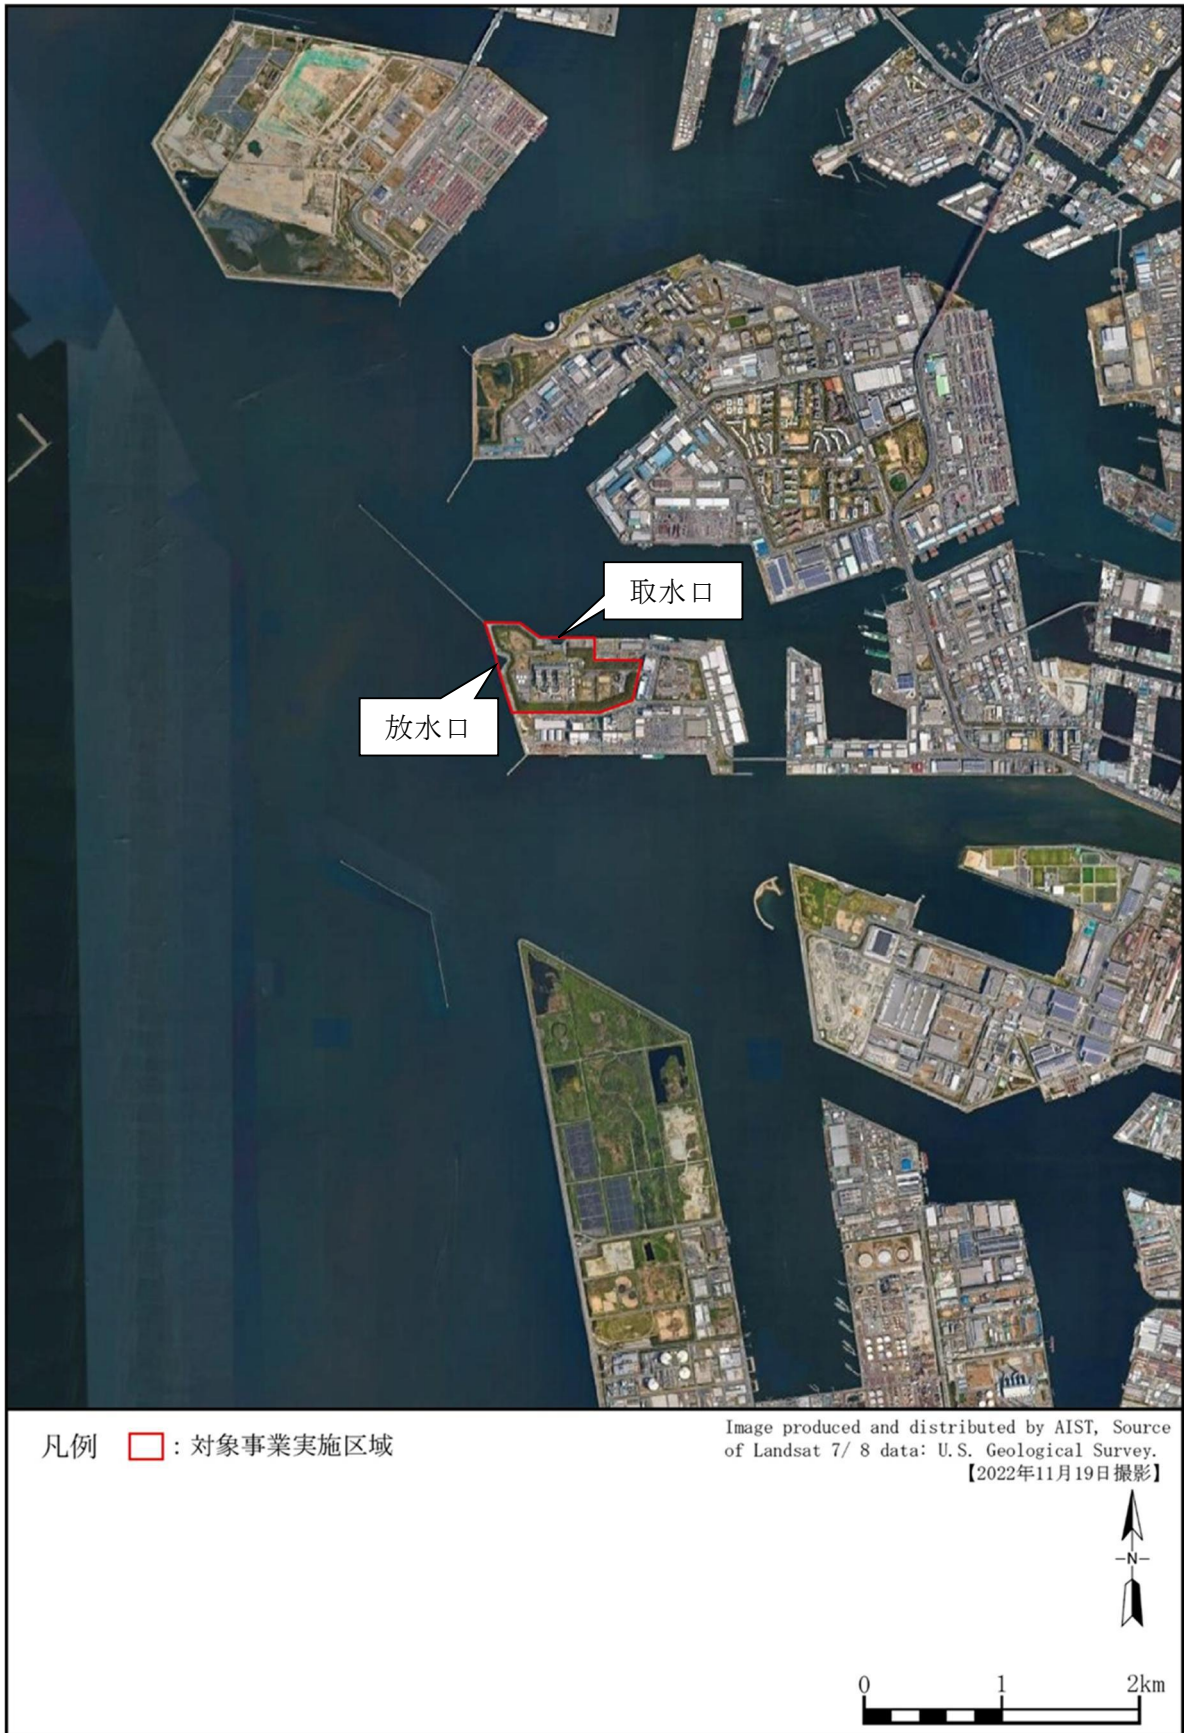 取水口
放水口
凡例 : 対象事業実施区域
Image produced and distributed by AIST, Source
of Landsat 7/ 8 data: U.S. Geological Survey.
【2022年11月19日撮影】
N
0 1 2km